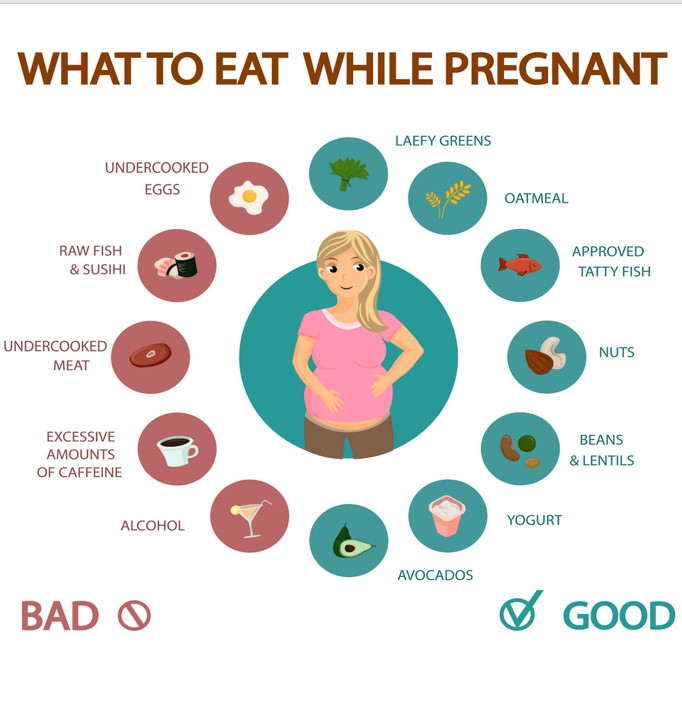 WHAT TO EAT WHILE PREGNANT
LAEFY GREENS
UNDERCOOKED
EGGS
OATMEAL
RAW FISH
& SUSIHI
APPROVED
TATTY FISH
UNDERCOOKED
MEAT
NUTS
EXCESSIVE
AMOUNTS
OF CAFFEINE
BEANS
& LENTILS
ALCOHOL
YOGURT
AVOCADOS
BAD
GOOD